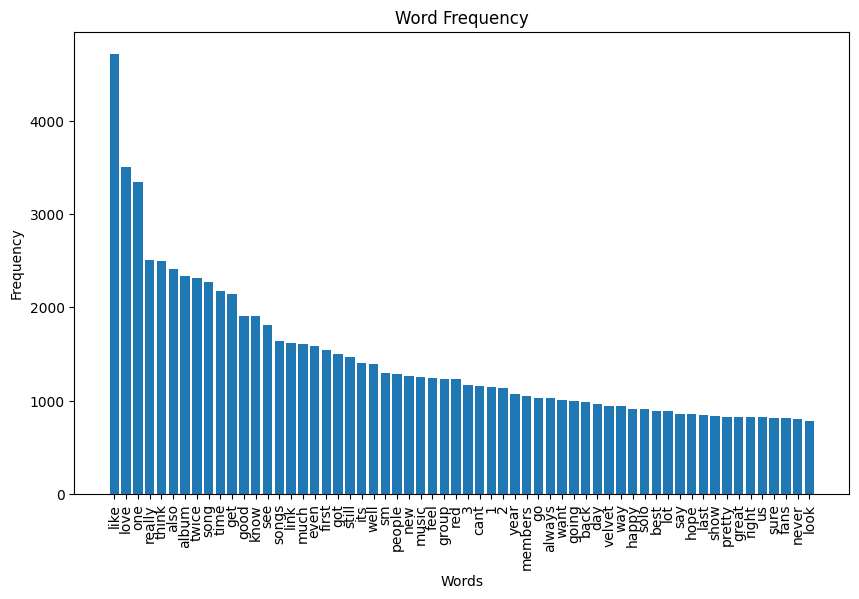 Word Frequency
Frequency
4000
3000
2000
1000
0
like
love
one
really
think
also
album
twice
song
time
get
good
know
see
songs
link
much
even
first
got
still
its
well
sm
people
new
music
feel
group
red
3
cant
1
2
year
members
go
always
want
going
back
day
velvet
way
happy
solo
best
lot
say
hope
last
show
pretty
great
right
us
sure
fans
never
look
Words